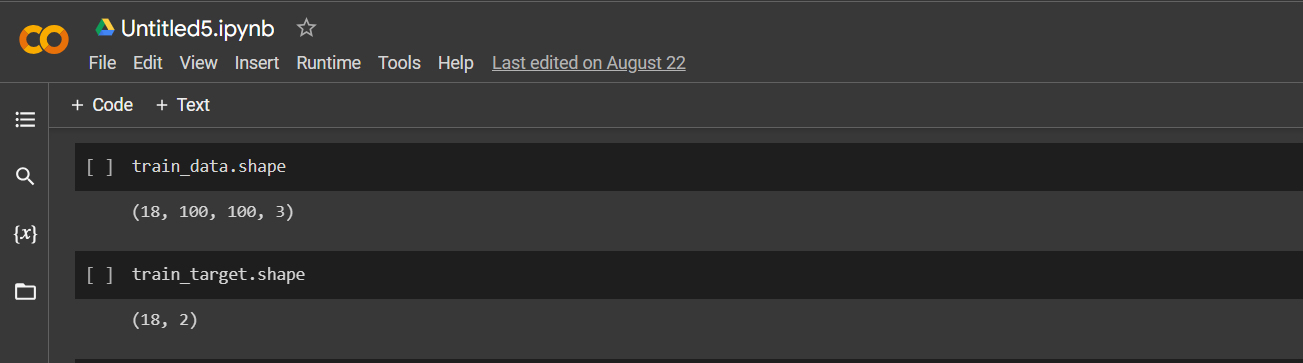 Untitled5.ipynb
File Edit View Insert Runtime Tools Help Last edited on August 22
+ Code + Text
[ ] train_data.shape
(18, 100, 100, 3)
{x}
[ ] train_target.shape
(18, 2)